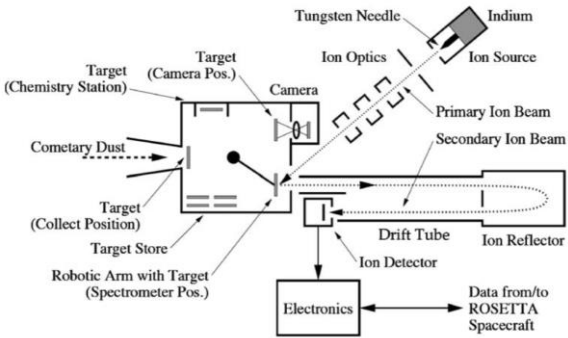 Tungsten Needle
Indium
Ion Optics
Ion Source
Target
(Camera Pos.)
Target
(Chemistry Station)
Camera
Primary Ion Beam
Cometary Dust
Secondary Ion Beam
Target
(Collect Position)
Drift Tube
Ion Reflector
Target Store
Ion Detector
Robotic Arm with Target
(Spectrometer Pos.)
Electronics
Data from/to
ROSETTA
Spacecraft